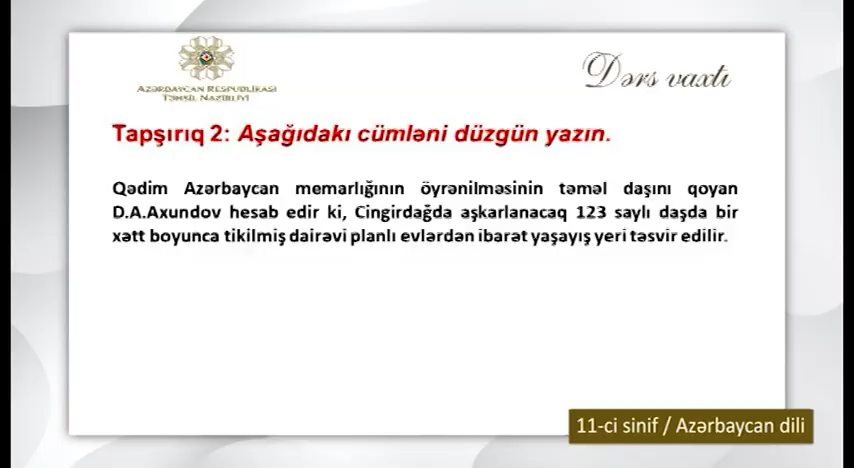 AZƏRBAYCAN RESPUBLİKASI
TƏHSİL NAZİRLİYİ
Dərs vaxtı
Tapşırıq 2: Aşağıdakı cümləni düzgün yazın.
Qədim Azərbaycan memarlığının öyrənilməsinin təməl daşını qoyan
D.A.Axundov hesab edir ki, Cingirdağda aşkarlanacaq 123 saylı daşda bir
xətt boyunca tikilmiş dairəvi planlı evlərdən ibarət yaşayış yeri təsvir edilir.
11-ci sinif / Azərbaycan dili